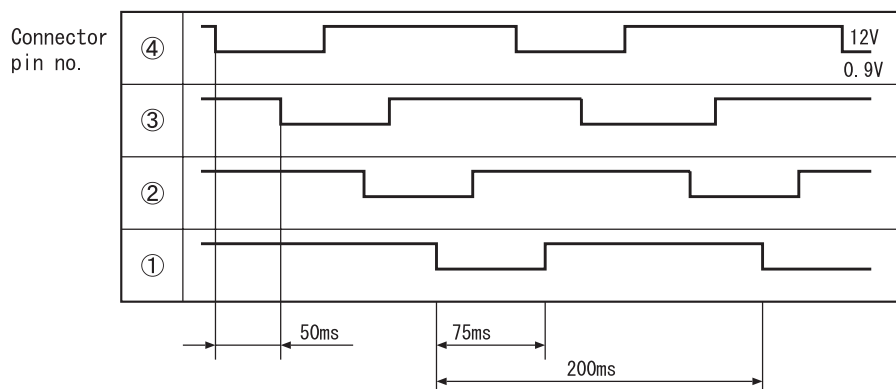 Connector
pin no.
④
12V
0.9V
③
②
①
50ms
75ms
200ms